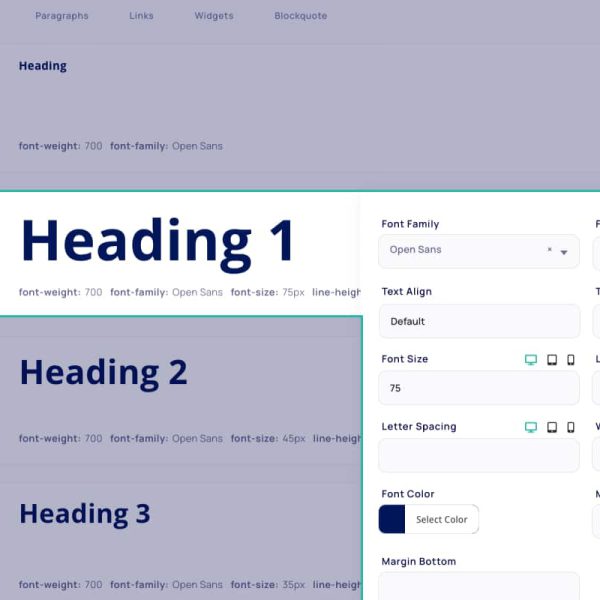 Paragraphs Links Widgets Blockquote
Heading
font-weight: 700 font-family: Open Sans
Heading 1
font-weight: 700 font-family: Open Sans font-size: 75px line-heigh
Heading 2
font-weight: 700 font-family: Open Sans font-size: 45px line-heigh
Heading 3
font-weight: 700 font-family: Open Sans font-size: 35px line-heigh
Font Family
Open Sans × 
Text Align
Default
Font Size
75
Letter Spacing
Font Color
Select Color
Margin Bottom